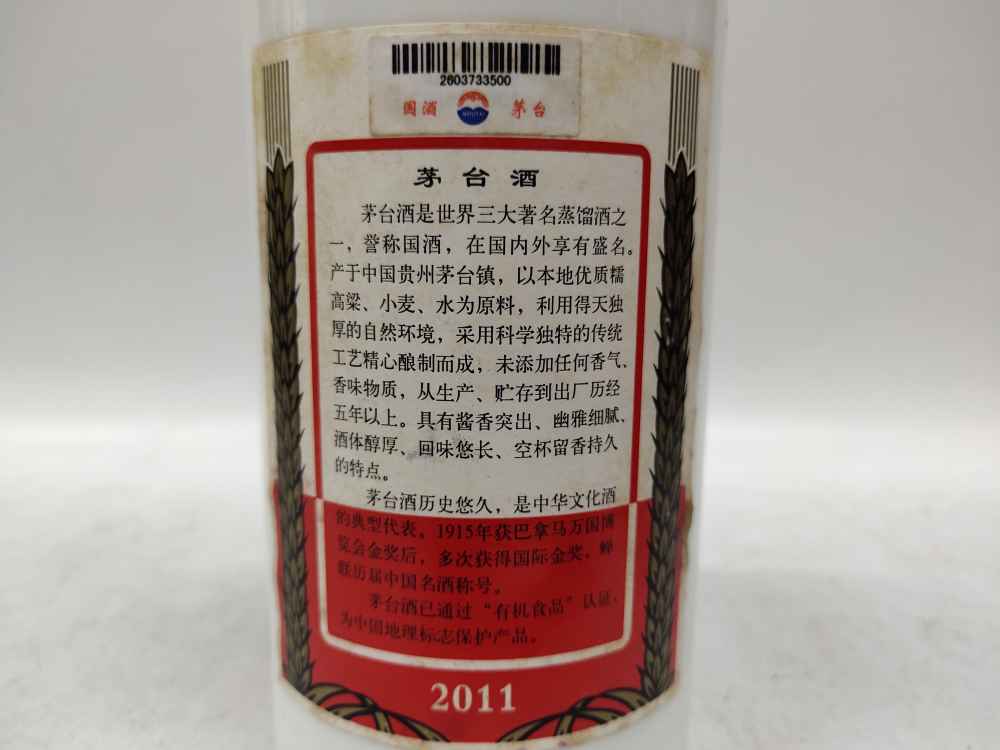 2603733500
国酒 MOUTAI 茅台
茅台酒
茅台酒是世界三大著名蒸馏酒之
一，誉称国酒，在国内外享有盛名。
产于中国贵州茅台镇，以本地优质糯
高粱、小麦、水为原料，利用得天独
厚的自然环境，采用科学独特的传统
工艺精心酿制而成，未添加任何香气、
香味物质，从生产、贮存到出厂历经
五年以上。具有酱香突出、幽雅细腻、
酒体醇厚、回味悠长、空杯留香持久
的特点。
茅台酒历史悠久，是中华文化酒
的典型代表。1915年获巴拿马万国博
览会金奖后，多次获得国际金奖，蝉
联历届中国名酒称号。
茅台酒已通过“有机食品”认证，
为中国地理标志保护产品。
2011